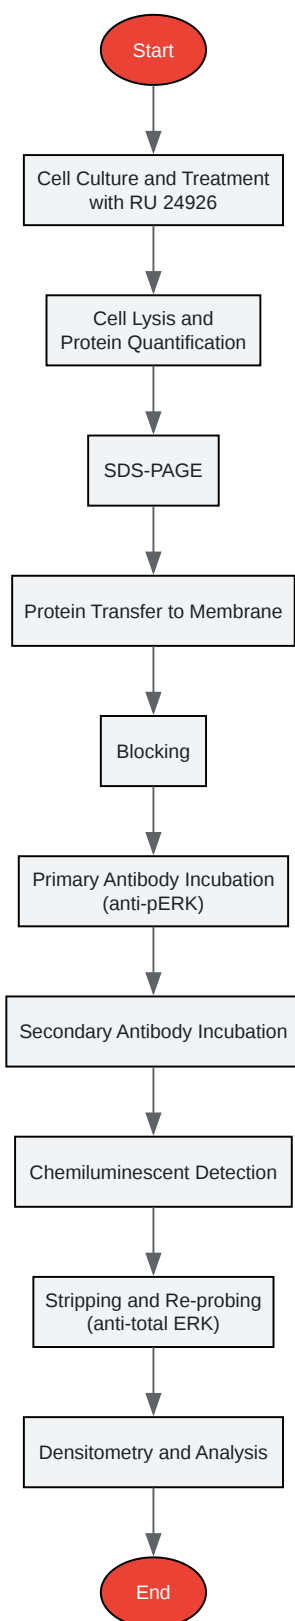 Start
Cell Culture and Treatment
with RU 24926
Cell Lysis and
Protein Quantification
SDS-PAGE
Protein Transfer to Membrane
Blocking
Primary Antibody Incubation
(anti-pERK)
Secondary Antibody Incubation
Chemiluminescent Detection
Stripping and Re-probing
(anti-total ERK)
Densitometry and Analysis
End